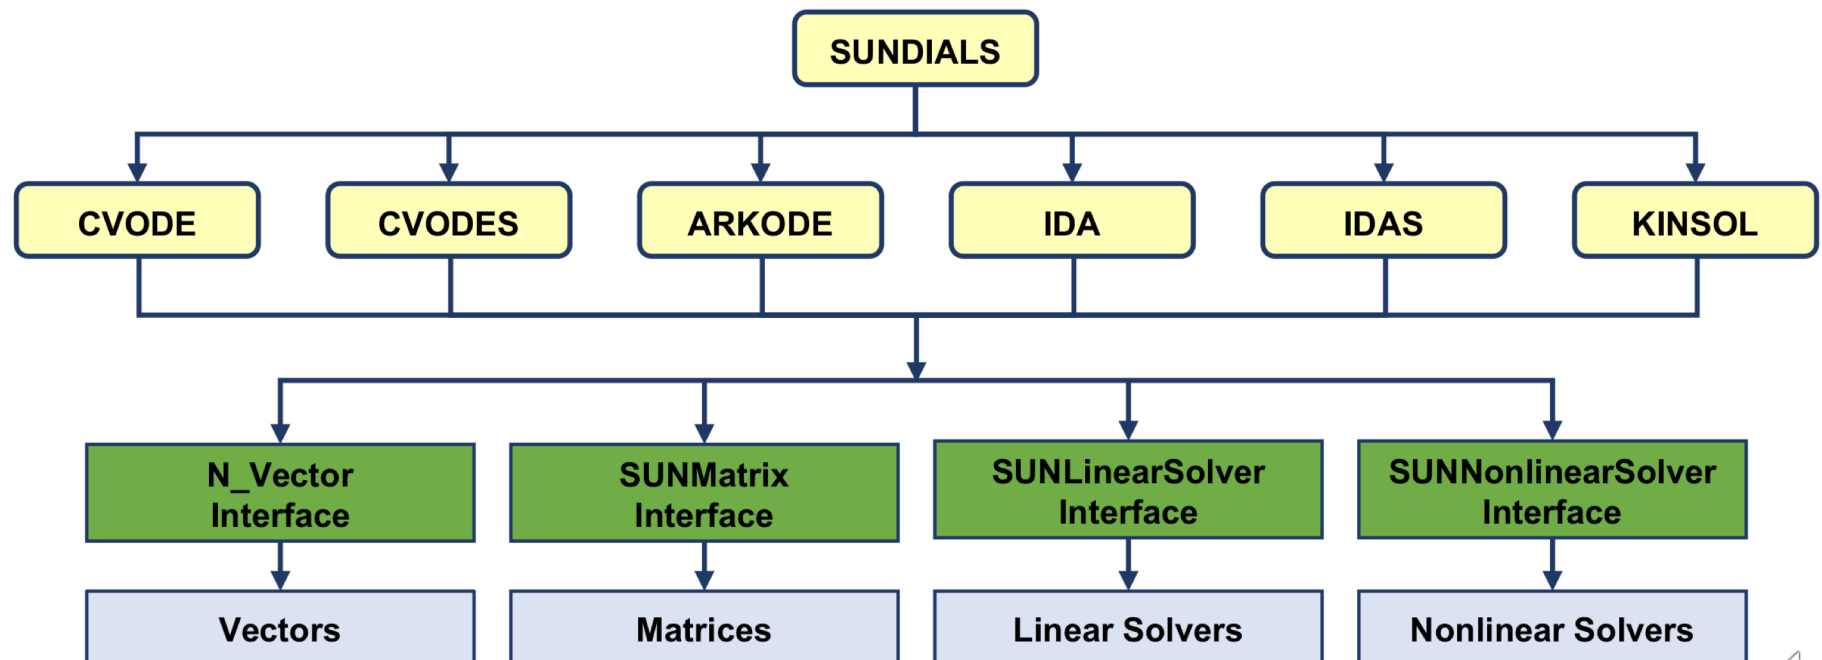 SUNDIALS
CVODE
CVODES
ARKODE
IDA
IDAS
KINSOL
N_Vector
Interface
SUNMatrix
Interface
SUNLinearSolver
Interface
SUNNonlinearSolver
Interface
Vectors
Matrices
Linear Solvers
Nonlinear Solvers